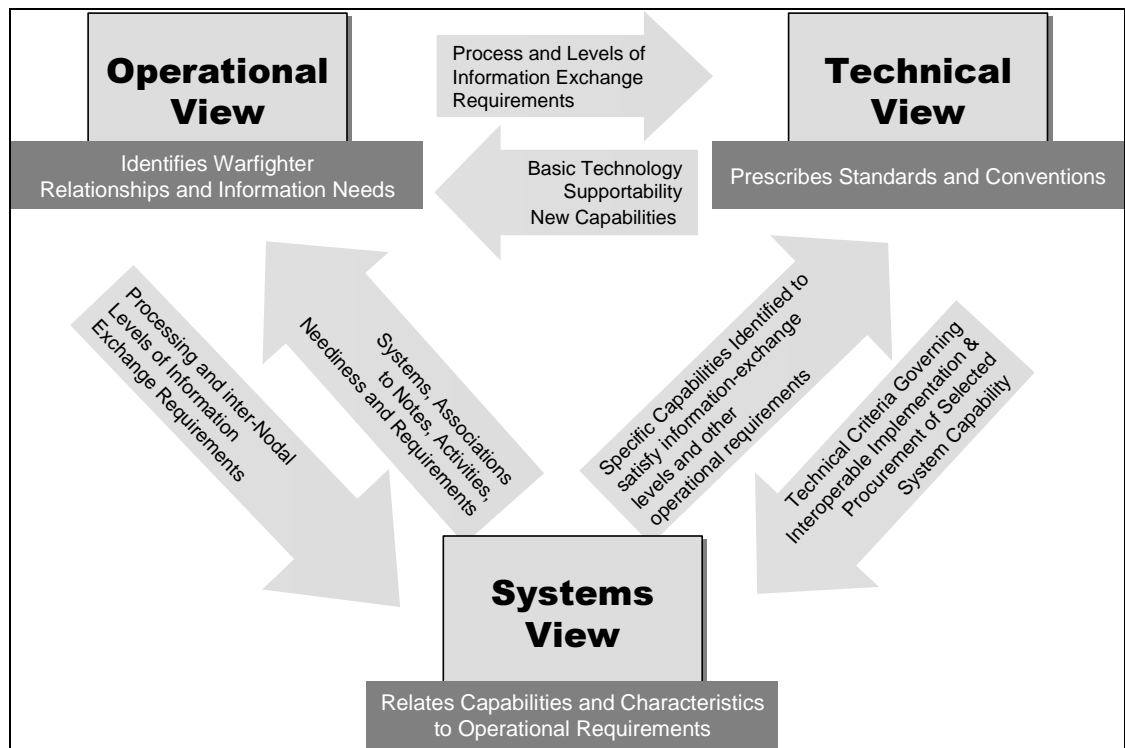 Operational
View
Identifies Warfighter
Relationships and Information Needs
Process and Levels of
Information Exchange
Requirements
Basic Technology
Supportability
New Capabilities
Technical
View
Prescribes Standards and Conventions
Processing and inter-Nodal
Levels of Information
Exchange Requirements
Systems, Associations
to Notes, Activities,
Neediness and Requirements
Specific Capabilities Identified to
satisfy information-exchange
levels and other
operational requirements
Technical Criteria Governing
Interoperable Implementation &
Procurement of Selected
System Capability
Systems
View
Relates Capabilities and Characteristics
to Operational Requirements